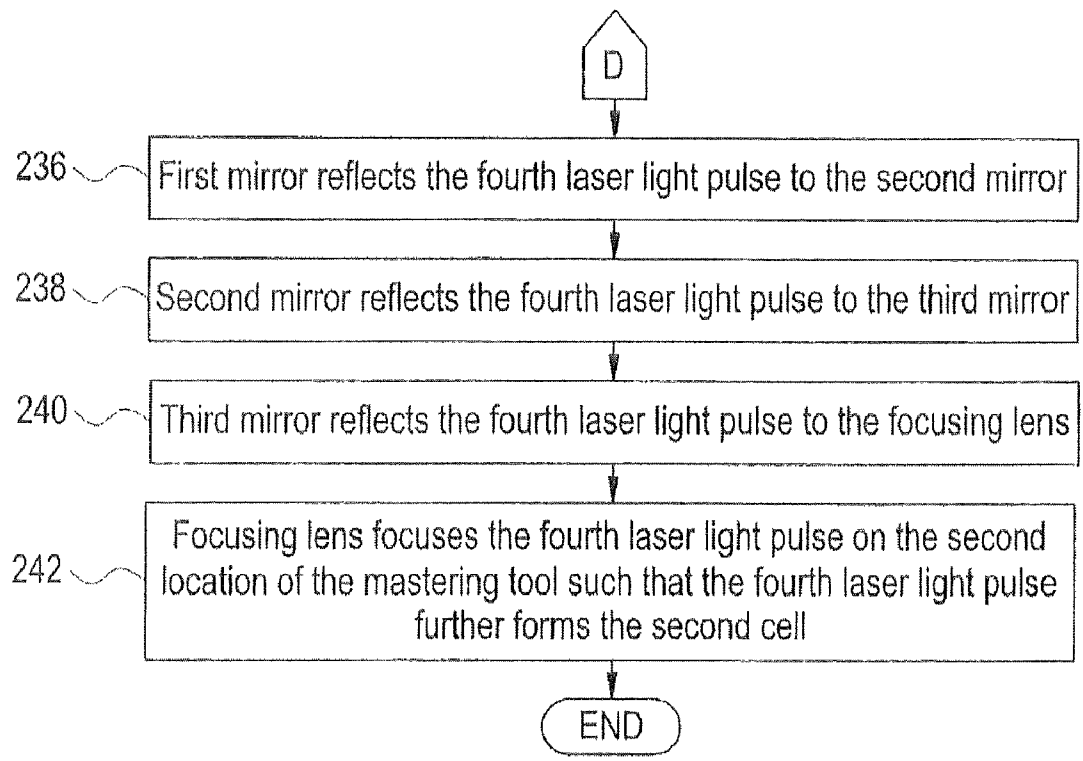 D
236
First mirror reflects the fourth laser light pulse to the second mirror
238
Second mirror reflects the fourth laser light pulse to the third mirror
240
Third mirror reflects the fourth laser light pulse to the focusing lens
242
Focusing lens focuses the fourth laser light pulse on the second
location of the mastering tool such that the fourth laser light pulse
further forms the second cell
END